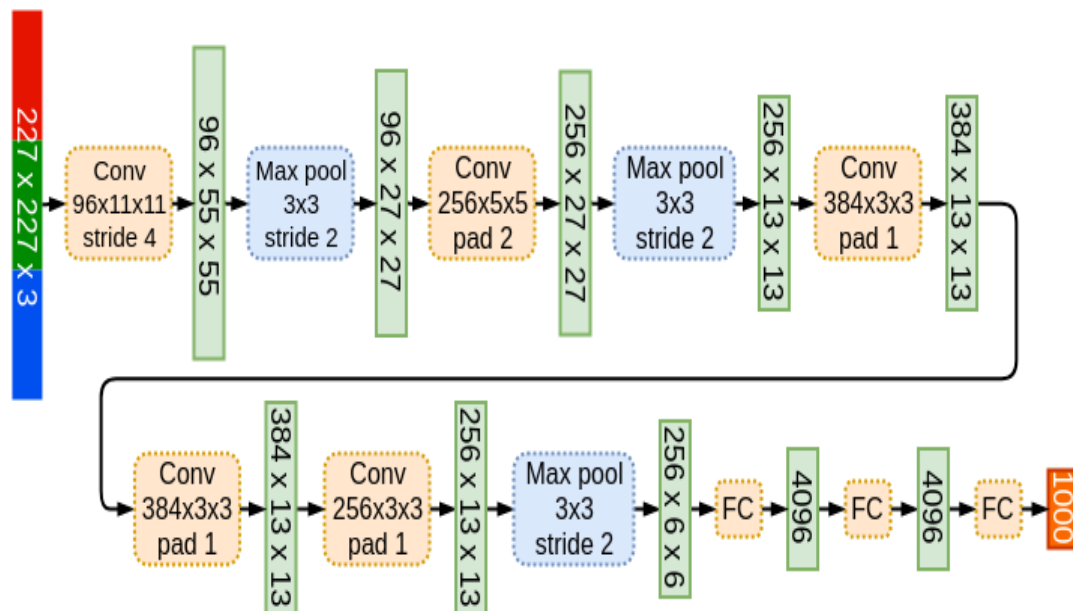 227 x 227 x 3
Conv
96x11x11
stride 4
96 x 55 x 55
Max pool
3x3
stride 2
96 x 27 x 27
Conv
256x5x5
pad 2
256 x 27 x 27
Max pool
3x3
stride 2
256 x 13 x 13
Conv
384x3x3
pad 1
384 x 13 x 13
Conv
384x3x3
pad 1
384 x 13 x 13
Conv
256x3x3
pad 1
256 x 13 x 13
Max pool
3x3
stride 2
256 x 6 x 6
FC
4096
FC
4096
FC
1000